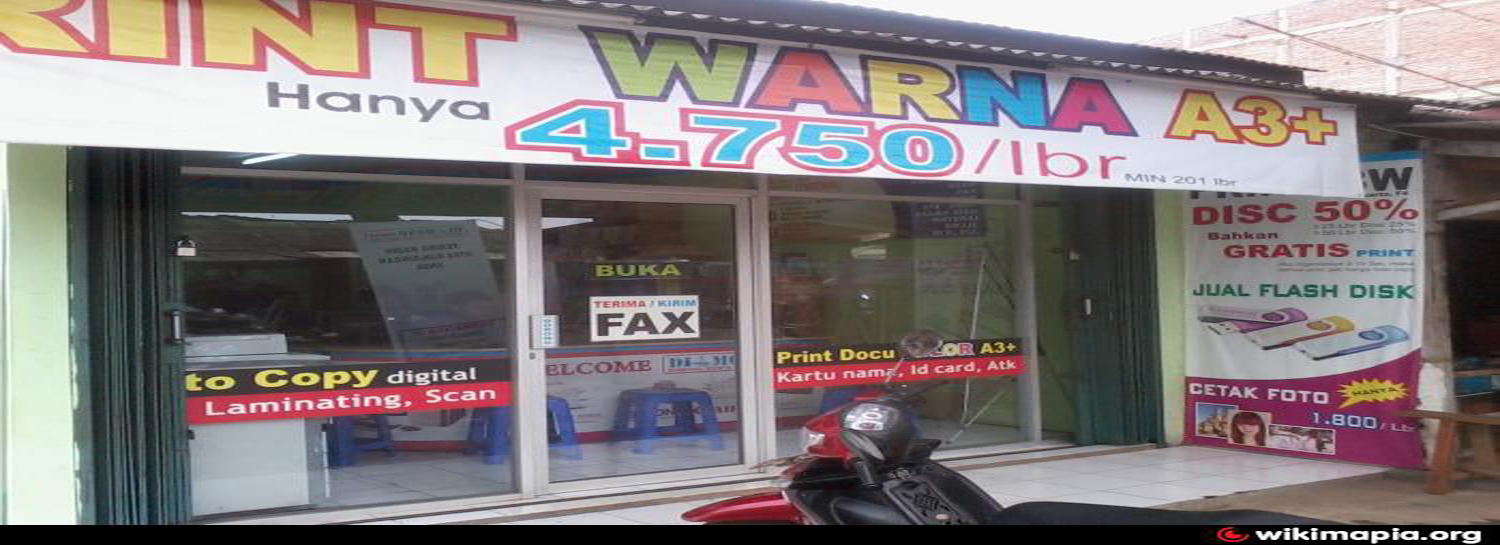 RINT WARNA A3+
Hanya
4.750/lbr
MIN 201 lbr
DISC 50%
Bahkan
GRATIS PRINT
JUAL FLASH DISK
CETAK FOTO
HANYA
1.800/Lbr
BUKA
TERIMA / KIRIM
FAX
ELCOME
to Copy digital
Laminating, Scan
Print Docu
OR A3+
Kartu nama, Id card, Atk
wikimapia.org